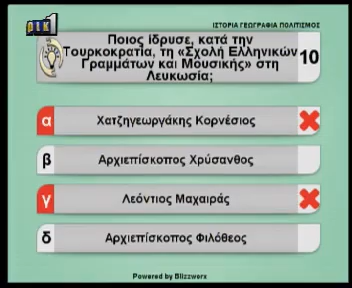 ΡΙΚ 1
ΙΣΤΟΡΙΑ ΓΕΩΓΡΑΦΙΑ ΠΟΛΙΤΙΣΜΟΣ
Ποιος ίδρυσε, κατά την
Τουρκοκρατία, τη «Σχολή Ελληνικών
Γραμμάτων και Μουσικής» στη
Λευκωσία;
10
α Χατζηγεωργάκης Κορνέσιος
β Αρχιεπίσκοπος Χρύσανθος
γ Λεόντιος Μαχαιράς
δ Αρχιεπίσκοπος Φιλόθεος
Powered by Blizzworx